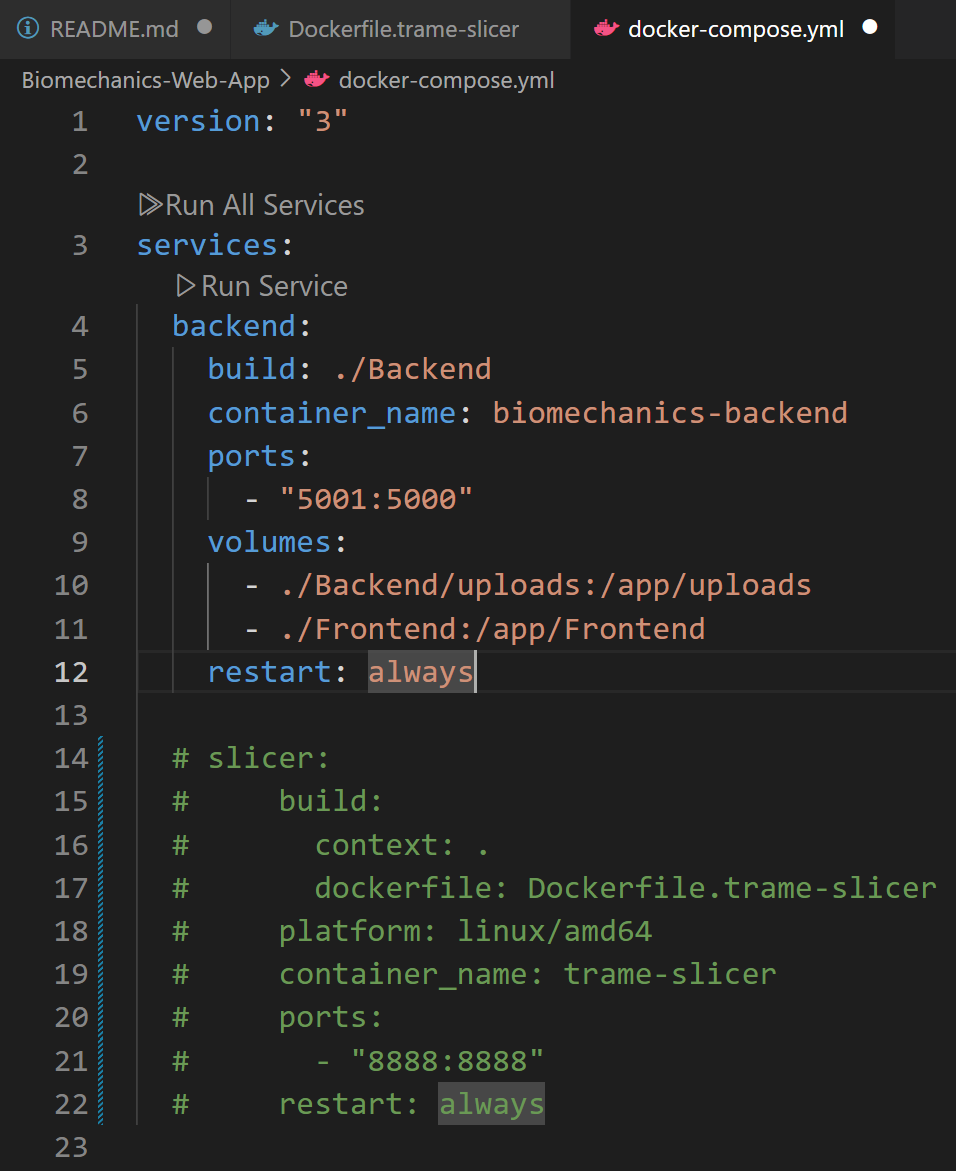 README.md Dockerfile.trame-slicer docker-compose.yml
Biomechanics-Web-App > docker-compose.yml
1 version: "3"
2
Run All Services
3 services:
Run Service
4   backend:
5     build: ./Backend
6     container_name: biomechanics-backend
7     ports:
8       - "5001:5000"
9     volumes:
10       - ./Backend/uploads:/app/uploads
11       - ./Frontend:/app/Frontend
12     restart: always
13
14   # slicer:
15   #     build:
16   #       context: .
17   #       dockerfile: Dockerfile.trame-slicer
18   #     platform: linux/amd64
19   #     container_name: trame-slicer
20   #     ports:
21   #       - "8888:8888"
22   #     restart: always
23